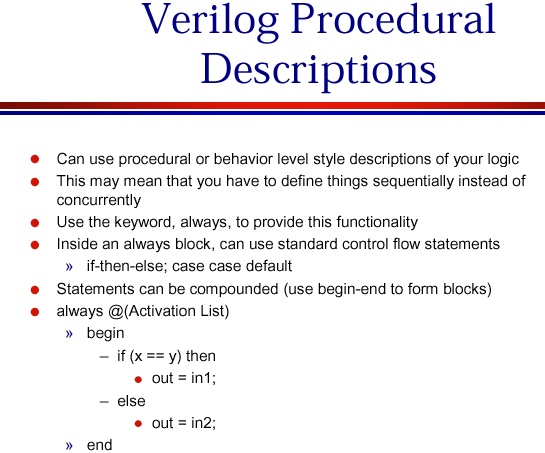 Verilog Procedural
Descriptions
● Can use procedural or behavior level style descriptions of your logic
● This may mean that you have to define things sequentially instead of
concurrently
● Use the keyword, always, to provide this functionality
● Inside an always block, can use standard control flow statements
» if-then-else; case case default
● Statements can be compounded (use begin-end to form blocks)
● always @(Activation List)
» begin
– if (x == y) then
● out = in1;
– else
● out = in2;
» end